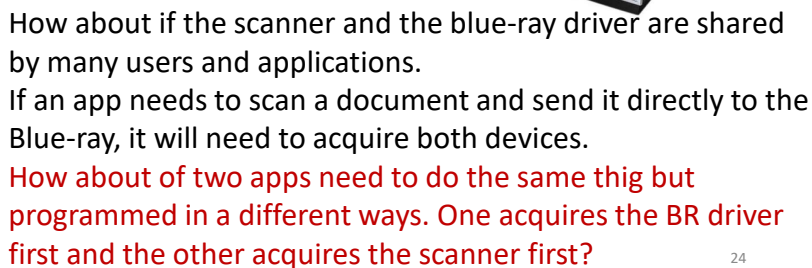 How about if the scanner and the blue-ray driver are shared
by many users and applications.
If an app needs to scan a document and send it directly to the
Blue-ray, it will need to acquire both devices.
How about of two apps need to do the same thig but
programmed in a different ways. One acquires the BR driver
first and the other acquires the scanner first?
24